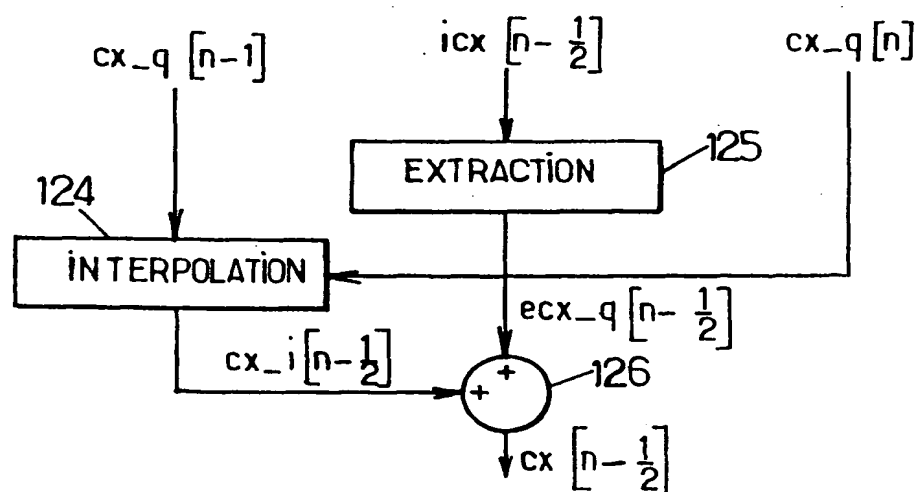 cx_q [n-1]
icx [n-1/2]
cx_q [n]
EXTRACTION
125
124
INTERPOLATION
ecx_q [n-1/2]
cx_i [n-1/2]
+
+
126
cx [n-1/2]